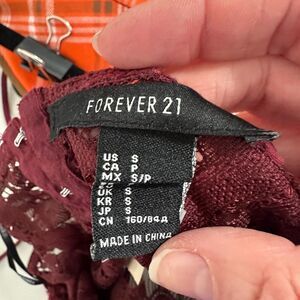 FOREVER 21
US S
CA P
MX S/P
UK S
KR S
JP S
CN 160/84A
MADE IN CHINA